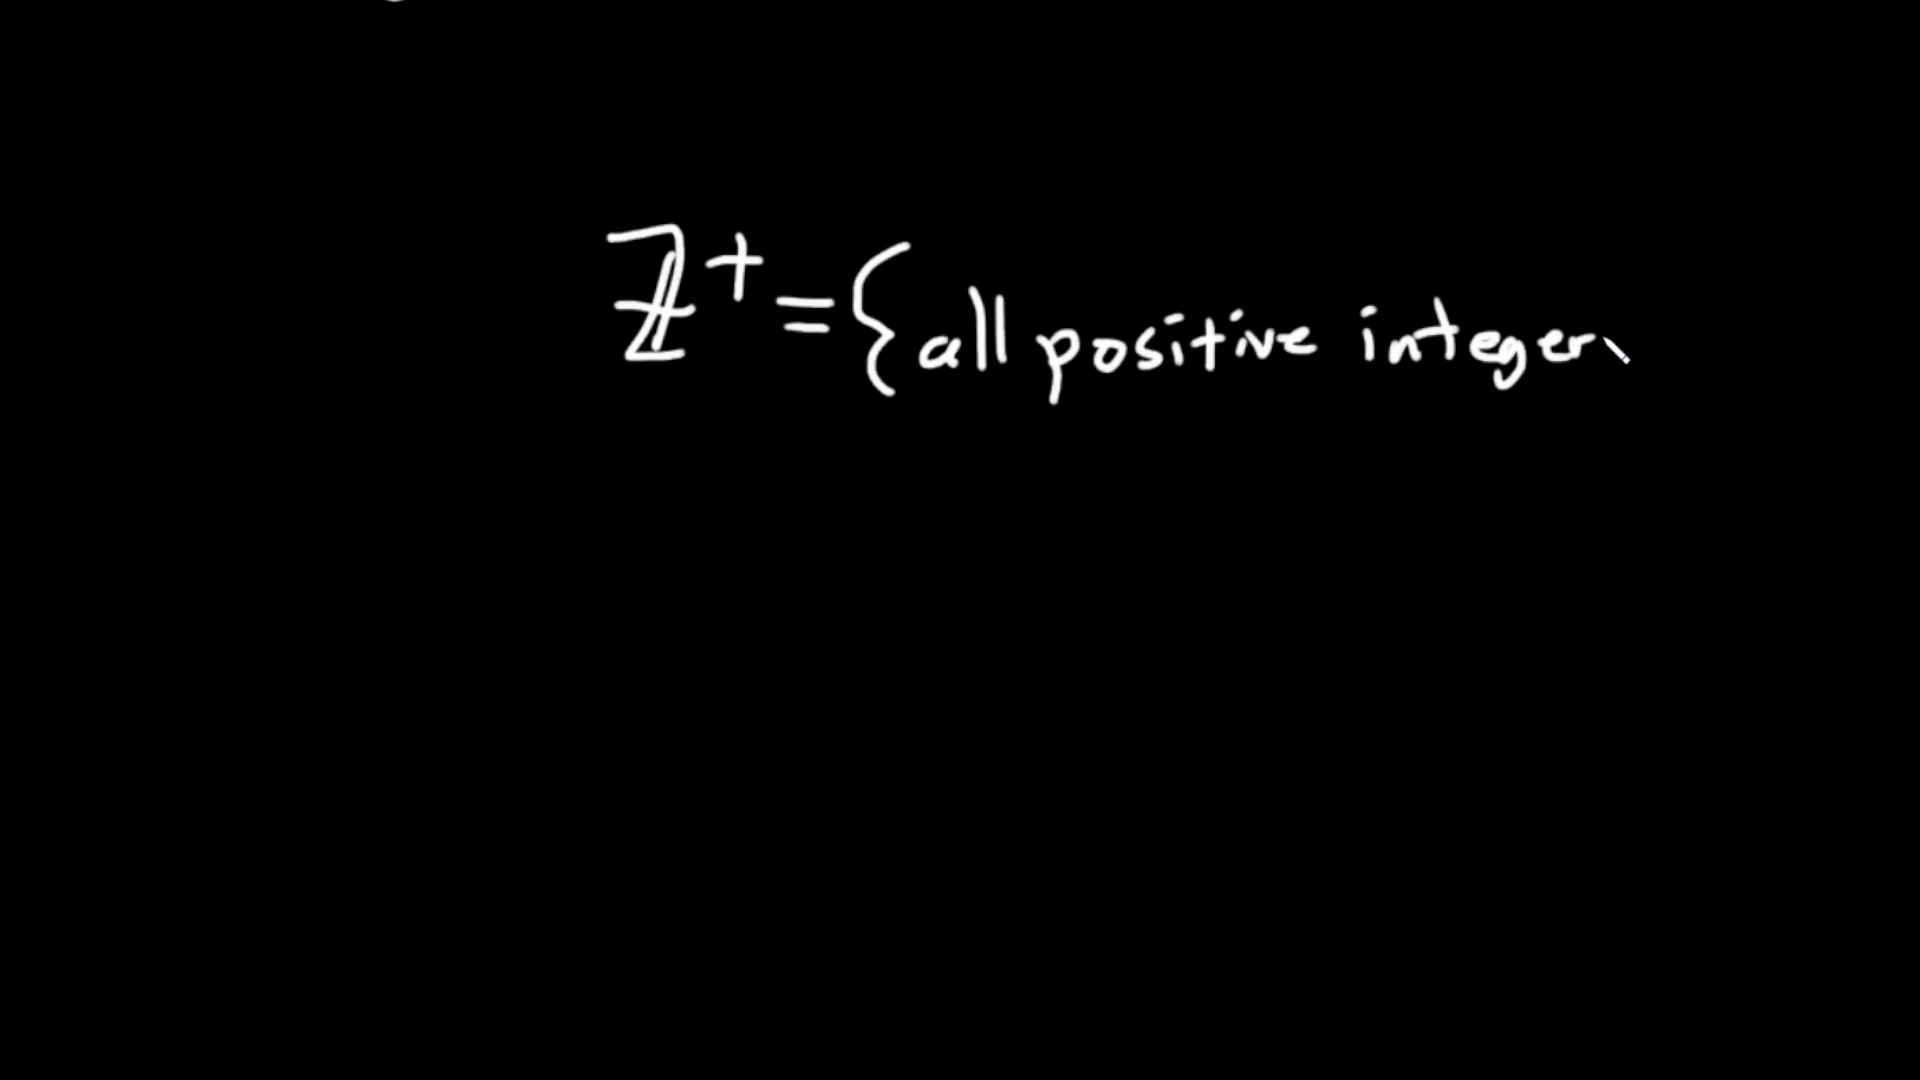 ℤ⁺ = {all positive integer